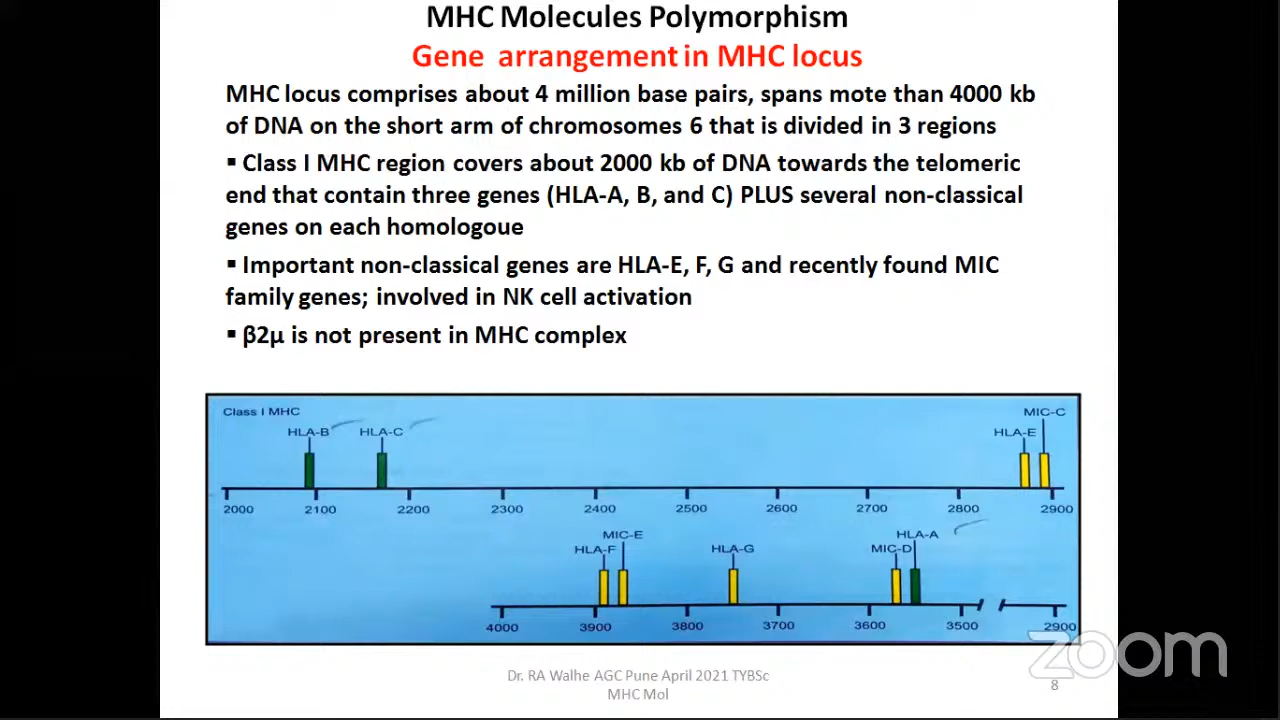 MHC Molecules Polymorphism
Gene arrangement in MHC locus
MHC locus comprises about 4 million base pairs, spans mote than 4000 kb
of DNA on the short arm of chromosomes 6 that is divided in 3 regions
▪ Class I MHC region covers about 2000 kb of DNA towards the telomeric
end that contain three genes (HLA-A, B, and C) PLUS several non-classical
genes on each homologoue
▪ Important non-classical genes are HLA-E, F, G and recently found MIC
family genes; involved in NK cell activation
▪ β2μ is not present in MHC complex
Class I MHC
MIC-C
HLA-B HLA-C HLA-E
2000 2100 2200 2300 2400 2500 2600 2700 2800 2900
MIC-E HLA-A
HLA-F HLA-G MIC-D
4000 3900 3800 3700 3600 3500 2900
zoom
Dr. RA Walhe AGC Pune April 2021 TYBSc
MHC Mol
8